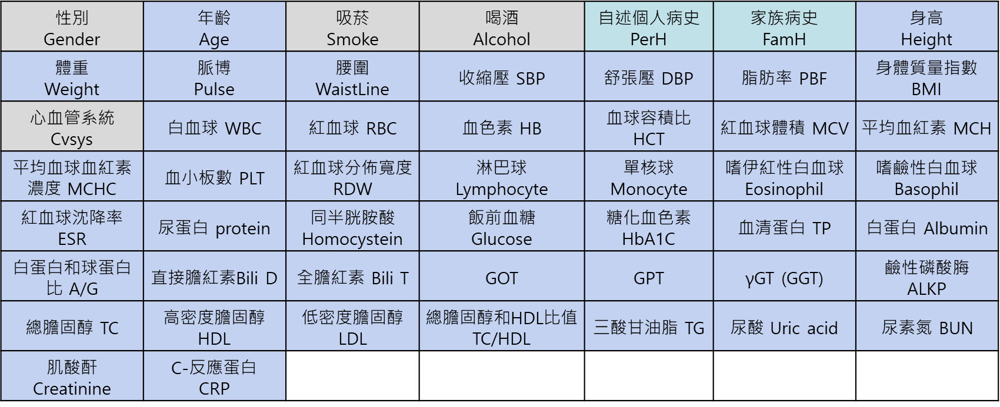 性別
Gender
年齡
Age
吸菸
Smoke
喝酒
Alcohol
自述個人病史
PerH
家族病史
FamH
身高
Height
體重
Weight
脈博
Pulse
腰圍
WaistLine
收縮壓 SBP
舒張壓 DBP
脂肪率 PBF
身體質量指數
BMI
心血管系統
Cvsys
白血球 WBC
紅血球 RBC
血色素 HB
血球容積比
HCT
紅血球體積 MCV
平均血紅素 MCH
平均血球血紅素
濃度 MCHC
血小板數 PLT
紅血球分佈寬度
RDW
淋巴球
Lymphocyte
單核球
Monocyte
嗜伊紅性白血球
Eosinophil
嗜鹼性白血球
Basophil
紅血球沈降率
ESR
尿蛋白 protein
同半胱胺酸
Homocystein
飯前血糖
Glucose
糖化血色素
HbA1C
血清蛋白 TP
白蛋白 Albumin
白蛋白和球蛋白
比 A/G
直接膽紅素Bili D
全膽紅素 Bili T
GOT
GPT
γGT (GGT)
鹼性磷酸脢
ALKP
總膽固醇 TC
高密度膽固醇
HDL
低密度膽固醇
LDL
總膽固醇和HDL比值
TC/HDL
三酸甘油脂 TG
尿酸 Uric acid
尿素氮 BUN
肌酸酐
Creatinine
C-反應蛋白
CRP